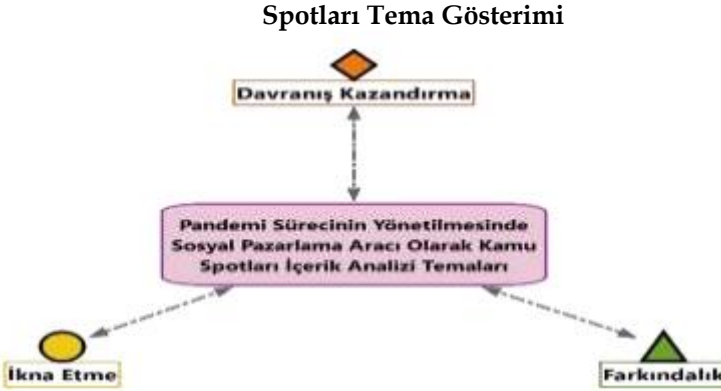 Spotları Tema Gösterimi
Davranış Kazandırma
Pandemi Sürecinin Yönetilmesinde
Sosyal Pazarlama Aracı Olarak Kamu
Spotları İçerik Analizi Temaları
İkna Etme
Farkındalık